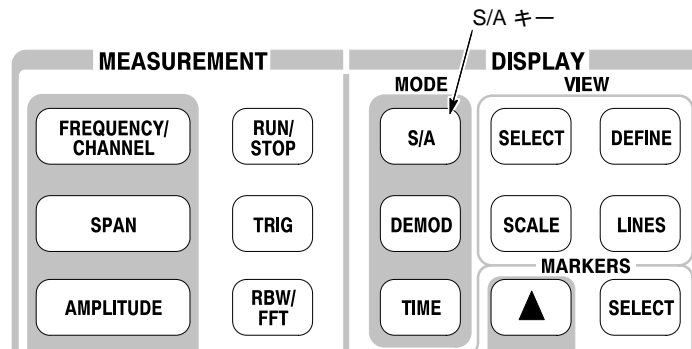 S/A キー
MEASUREMENT
DISPLAY
MODE
VIEW
FREQUENCY/
CHANNEL
RUN/
STOP
S/A
SELECT
DEFINE
SPAN
TRIG
DEMOD
SCALE
LINES
MARKERS
AMPLITUDE
RBW/
FFT
TIME
SELECT